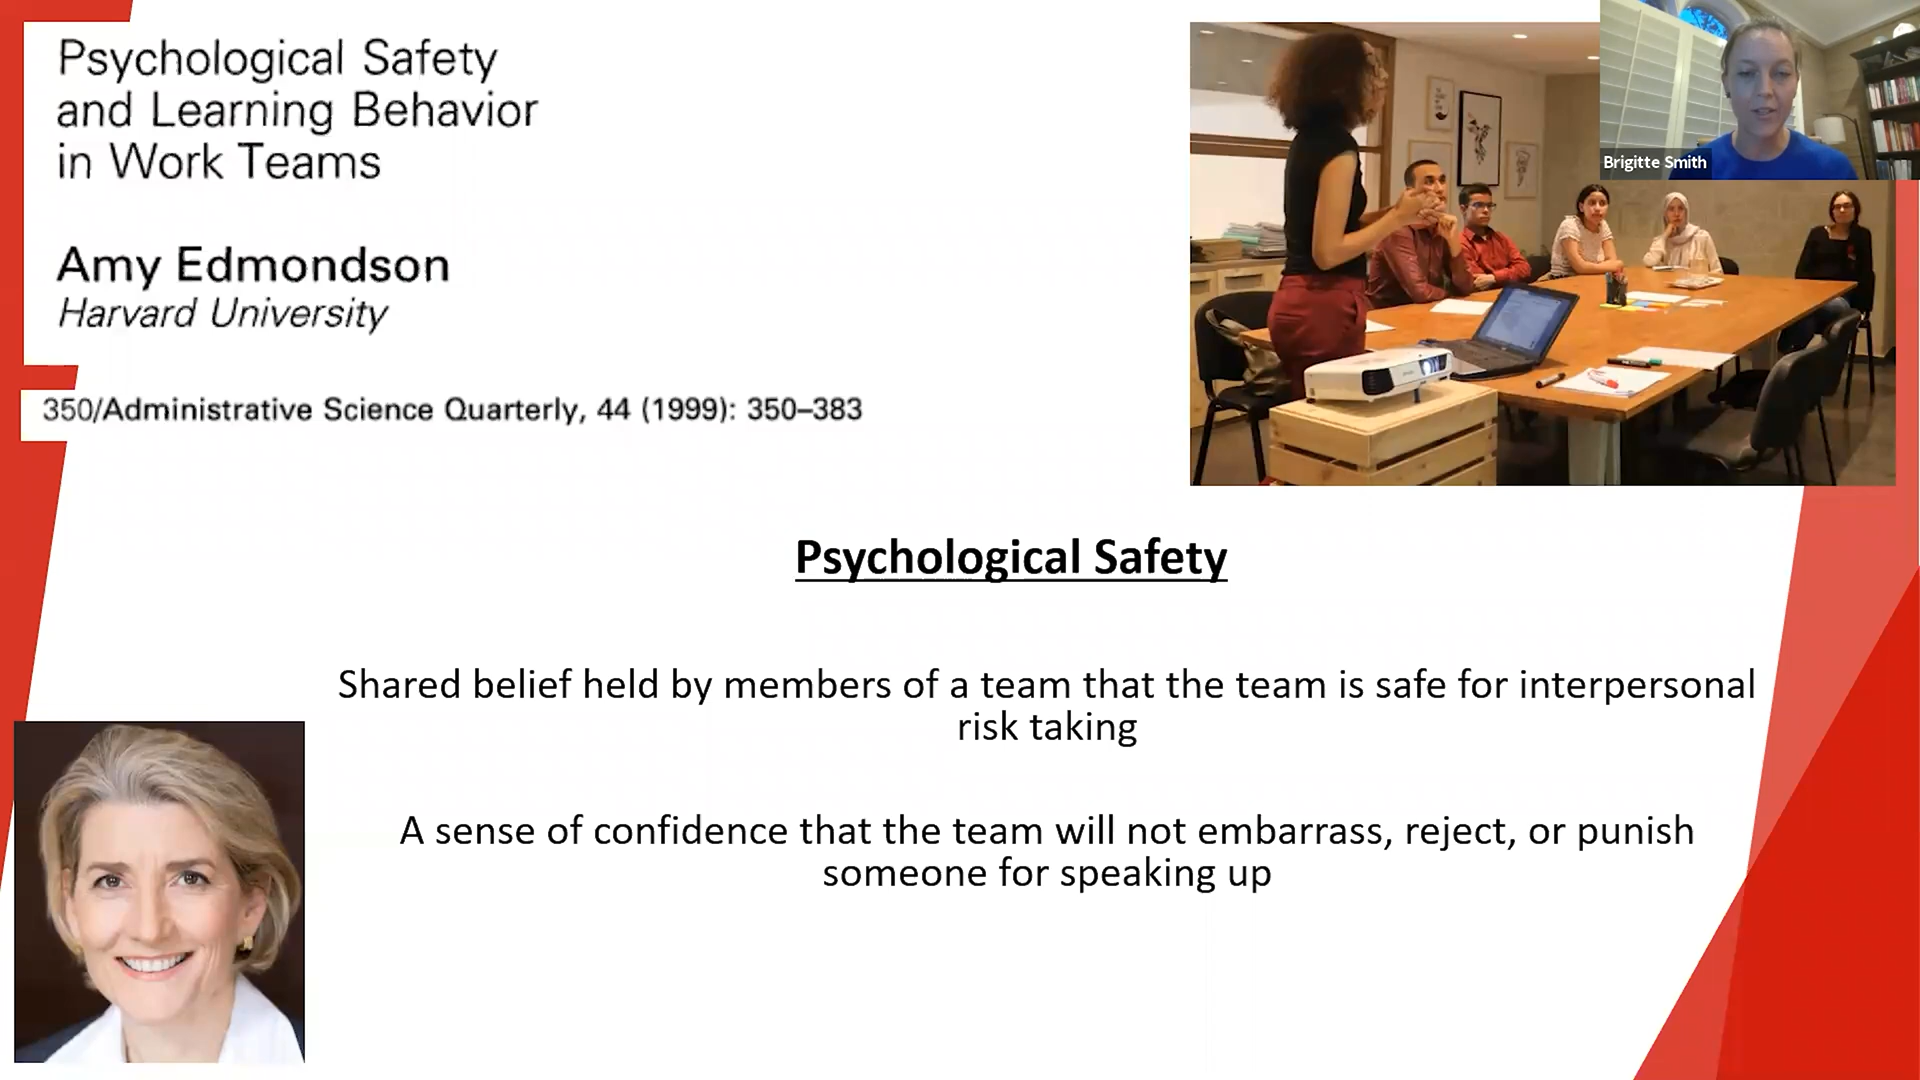 Psychological Safety
and Learning Behavior
in Work Teams
Amy Edmondson
Harvard University
350/Administrative Science Quarterly, 44 (1999): 350–383
Brigitte Smith
Psychological Safety
Shared belief held by members of a team that the team is safe for interpersonal
risk taking
A sense of confidence that the team will not embarrass, reject, or punish
someone for speaking up